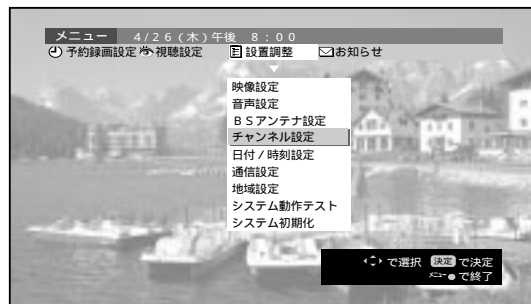 メニュー 4/26(木)午後 8:00
予約録画設定 視聴設定 設置調整 お知らせ
映像設定
音声設定
BSアンテナ設定
チャンネル設定
日付/時刻設定
通信設定
地域設定
システム動作テスト
システム初期化
で選択 決定 で決定
メニュー で終了